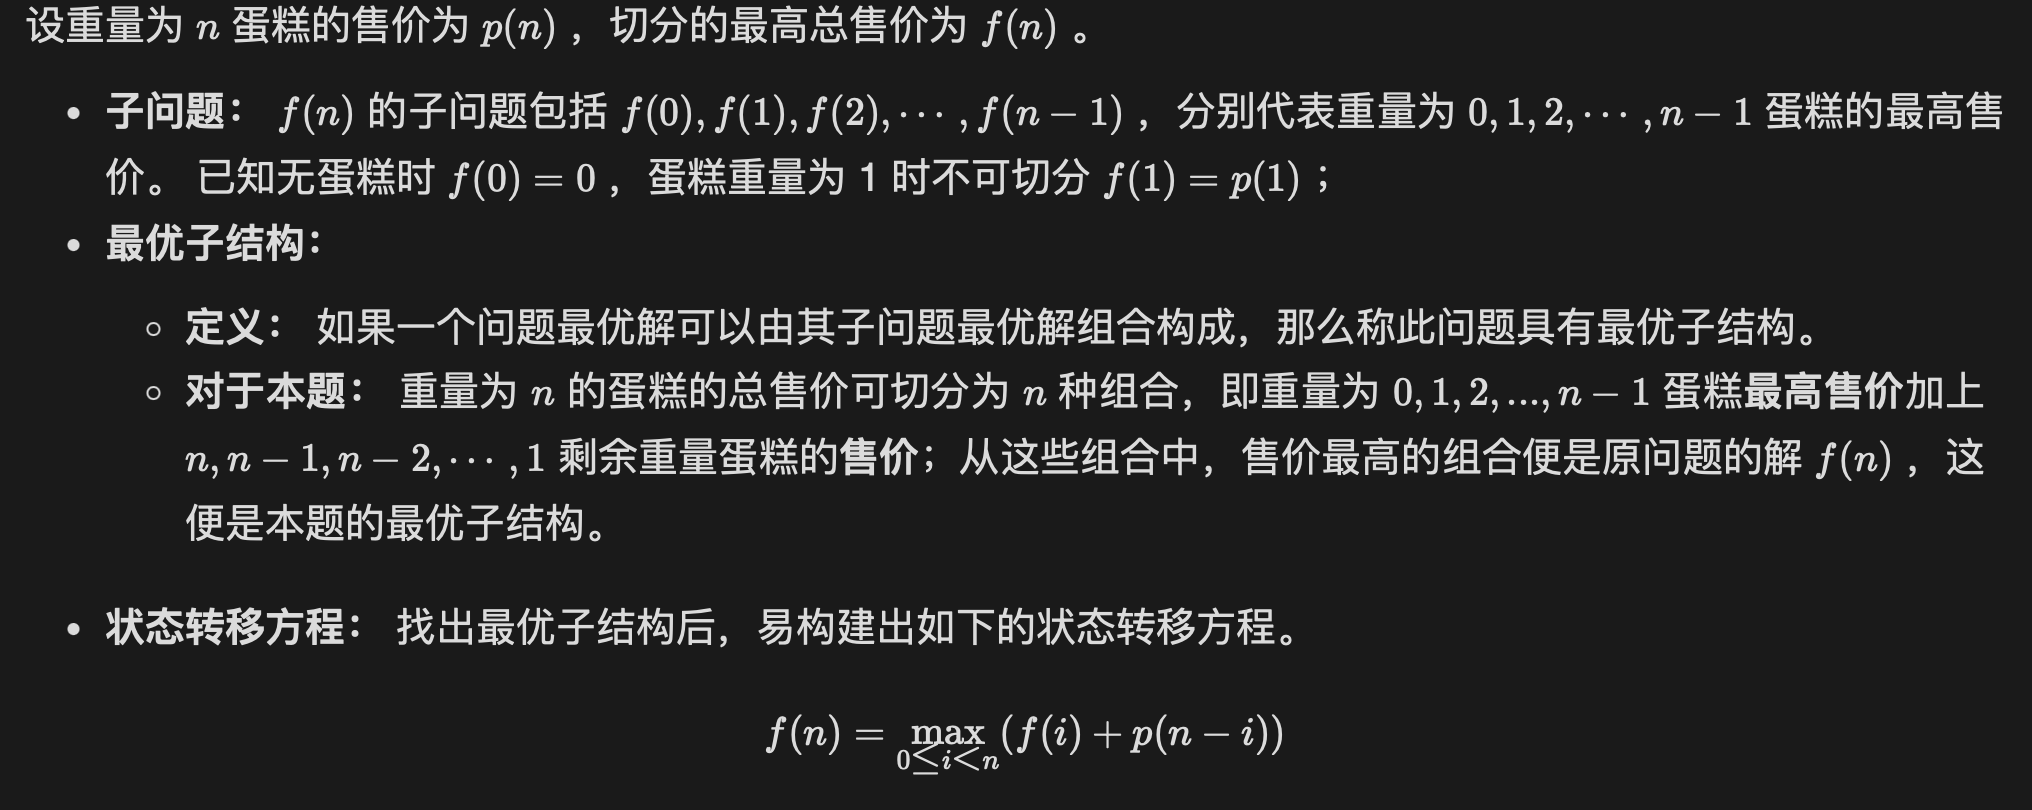 设重量为 n 蛋糕的售价为 p(n) ，切分的最高总售价为 f(n) 。
• 子问题： f(n) 的子问题包括 f(0), f(1), f(2), ⋯ , f(n − 1) ，分别代表重量为 0, 1, 2, ⋯ , n − 1 蛋糕的最高售
价。 已知无蛋糕时 f(0) = 0 ，蛋糕重量为 1 时不可切分 f(1) = p(1) ；
• 最优子结构：
◦ 定义： 如果一个问题最优解可以由其子问题最优解组合构成，那么称此问题具有最优子结构。
◦ 对于本题： 重量为 n 的蛋糕的总售价可切分为 n 种组合，即重量为 0, 1, 2, ..., n − 1 蛋糕最高售价加上
n, n − 1, n − 2, ⋯ , 1 剩余重量蛋糕的售价；从这些组合中，售价最高的组合便是原问题的解 f(n) ，这
便是本题的最优子结构。
• 状态转移方程： 找出最优子结构后，易构建出如下的状态转移方程。
f(n) = max (f(i) + p(n − i))
0≤i<n